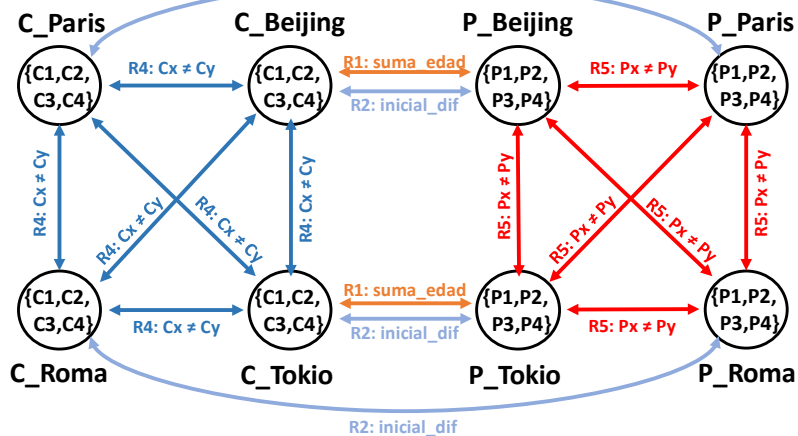 C_Paris
C_Beijing
P_Beijing
P_Paris
{C1,C2,
C3,C4}
R4: Cx ≠ Cy
{C1,C2,
C3,C4}
R1: suma_edad
R2: inicial_dif
{P1,P2,
P3,P4}
R5: Px ≠ Py
{P1,P2,
P3,P4}
R4: Cx ≠ Cy
R4: Cx ≠ Cy
R4: Cx ≠ Cy
R4: Cx ≠ Cy
R5: Px ≠ Py
R5: Px ≠ Py
R5: Px ≠ Py
R5: Px ≠ Py
{C1,C2,
C3,C4}
R4: Cx ≠ Cy
{C1,C2,
C3,C4}
R1: suma_edad
R2: inicial_dif
{P1,P2,
P3,P4}
R5: Px ≠ Py
{P1,P2,
P3,P4}
C_Roma
C_Tokio
P_Tokio
P_Roma
R2: inicial_dif